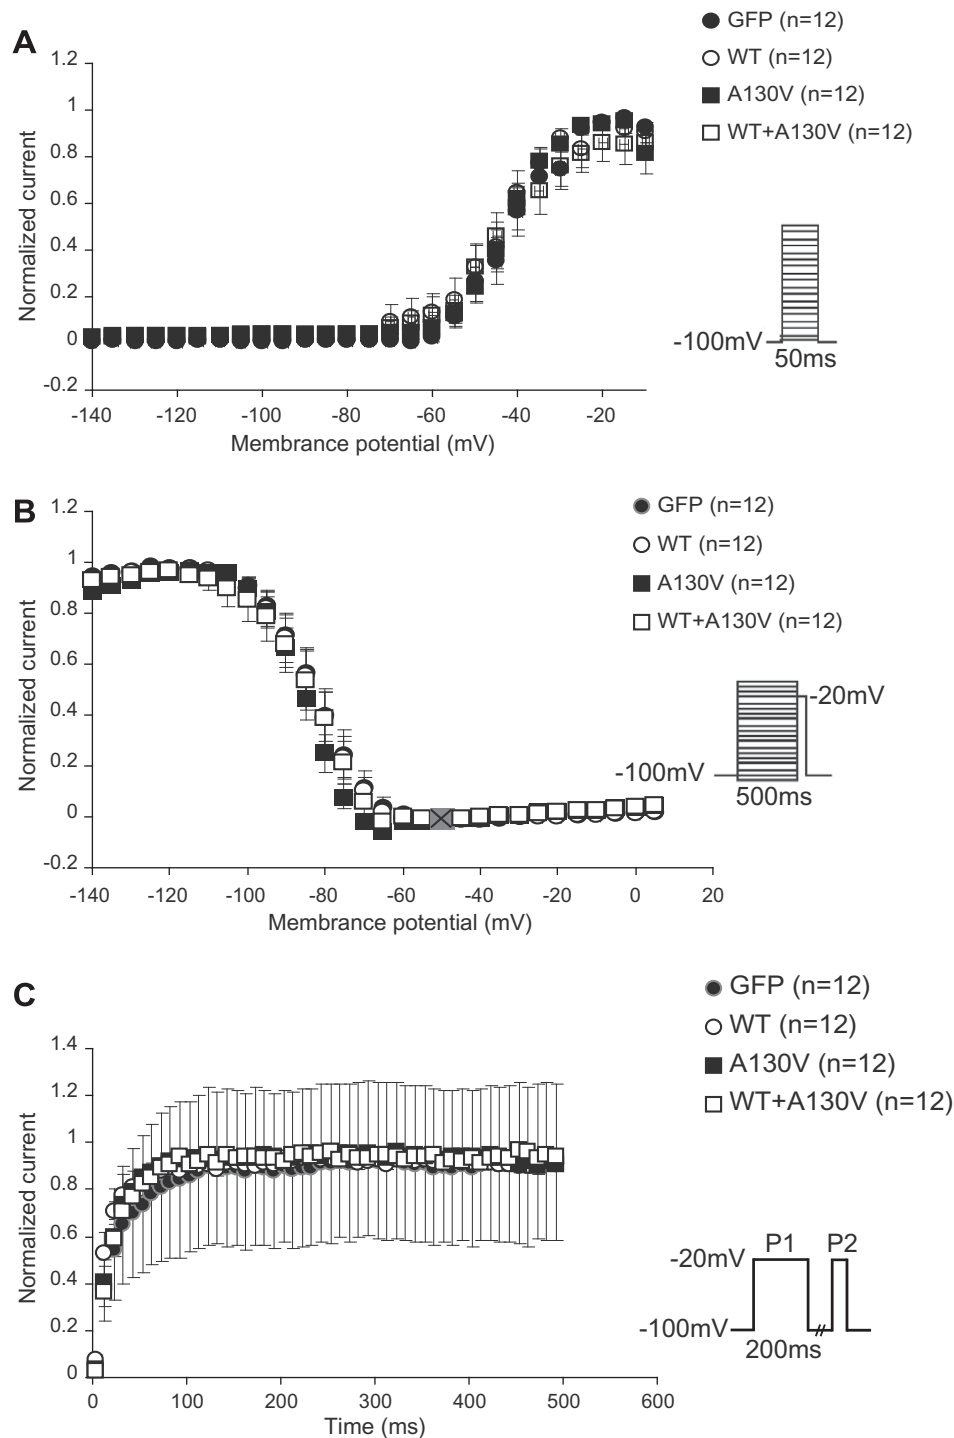 A
GFP (n=12)
WT (n=12)
A130V (n=12)
WT+A130V (n=12)
Normalized current
1.2
1
0.8
0.6
0.4
0.2
0
-0.2
-140 -120 -100 -80 -60 -40 -20
Membrance potential (mV)
-100mV
50ms
B
GFP (n=12)
WT (n=12)
A130V (n=12)
WT+A130V (n=12)
Normalized current
1.2
1
0.8
0.6
0.4
0.2
0
-0.2
-140 -120 -100 -80 -60 -40 -20 0 20
Membrance potential (mV)
-20mV
-100mV
500ms
C
GFP (n=12)
WT (n=12)
A130V (n=12)
WT+A130V (n=12)
Normalized current
1.4
1.2
1
0.8
0.6
0.4
0.2
0
0 100 200 300 400 500 600
Time (ms)
P1 P2
-20mV
-100mV
200ms